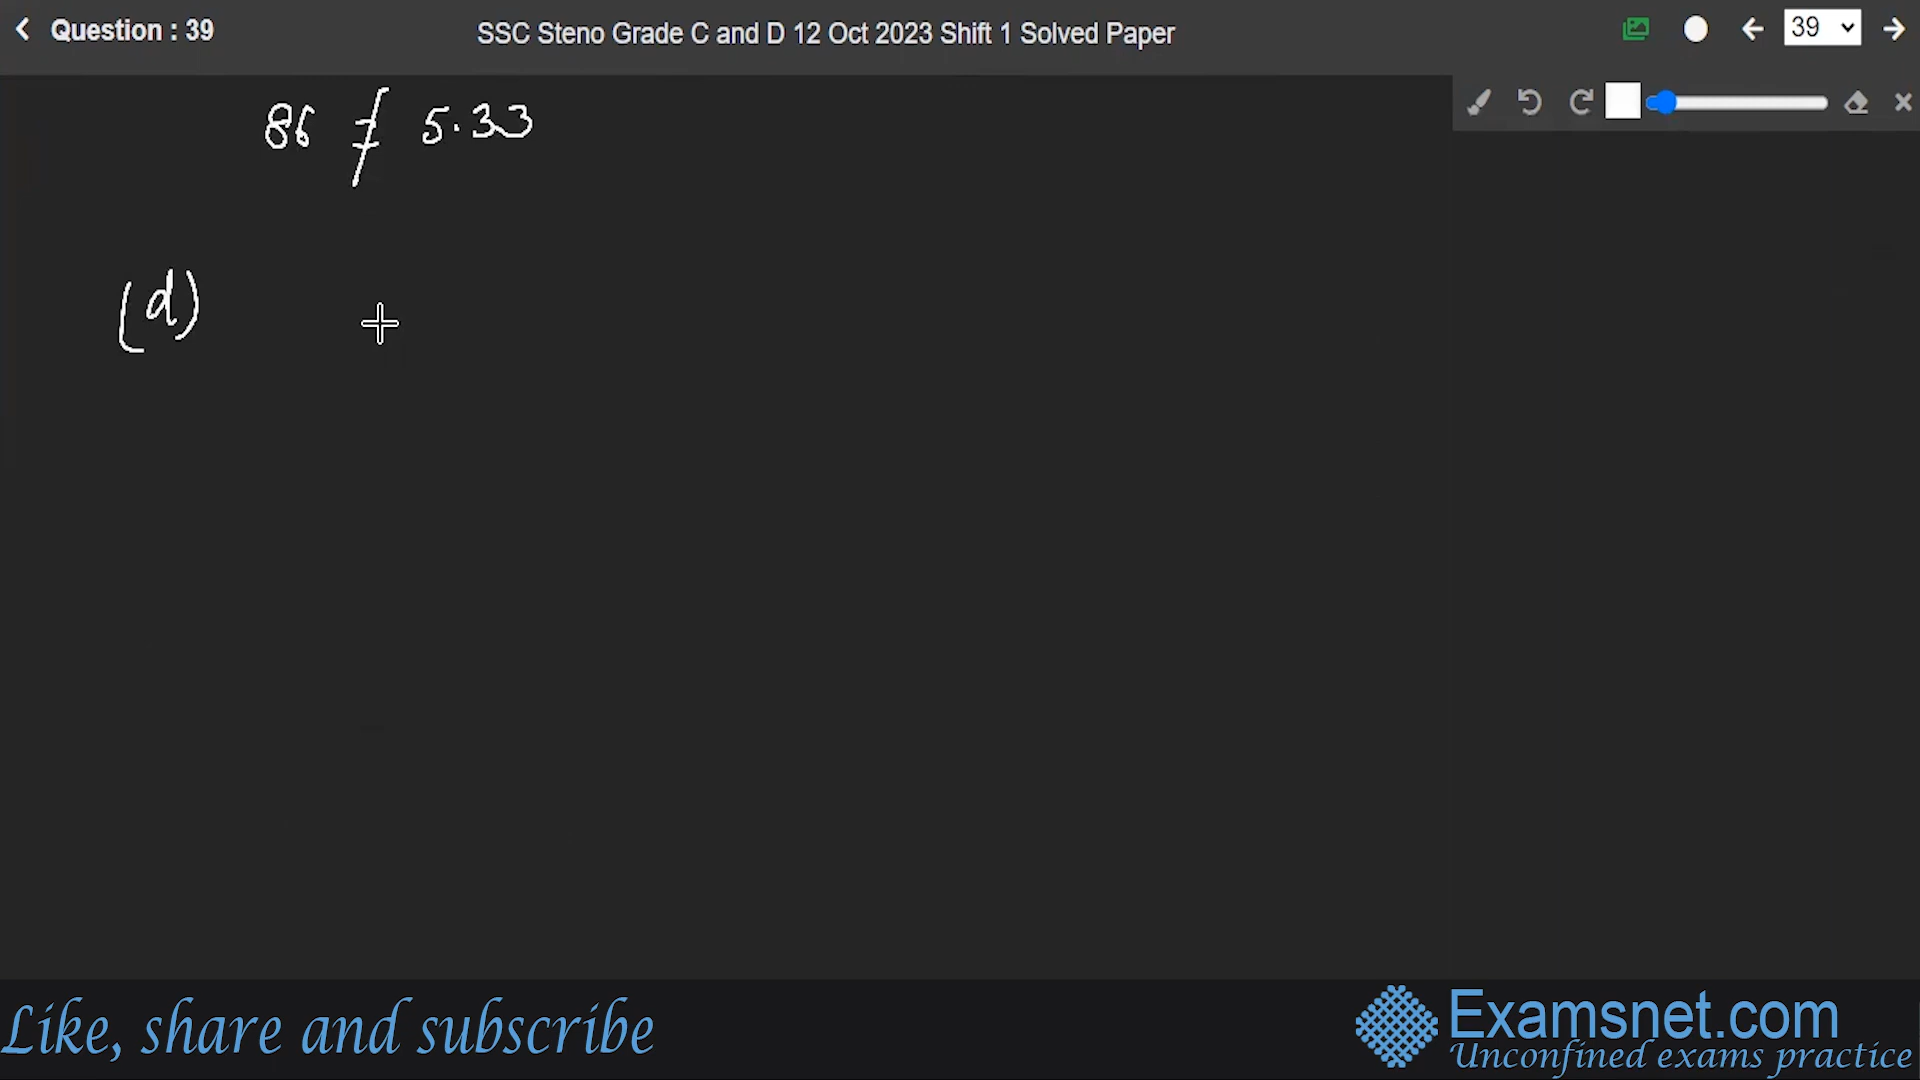 Question : 39
SSC Steno Grade C and D 12 Oct 2023 Shift 1 Solved Paper
39
86 ≠ 5.33
(d)
Like, share and subscribe
Examsnet.com
Unconfined exams practice